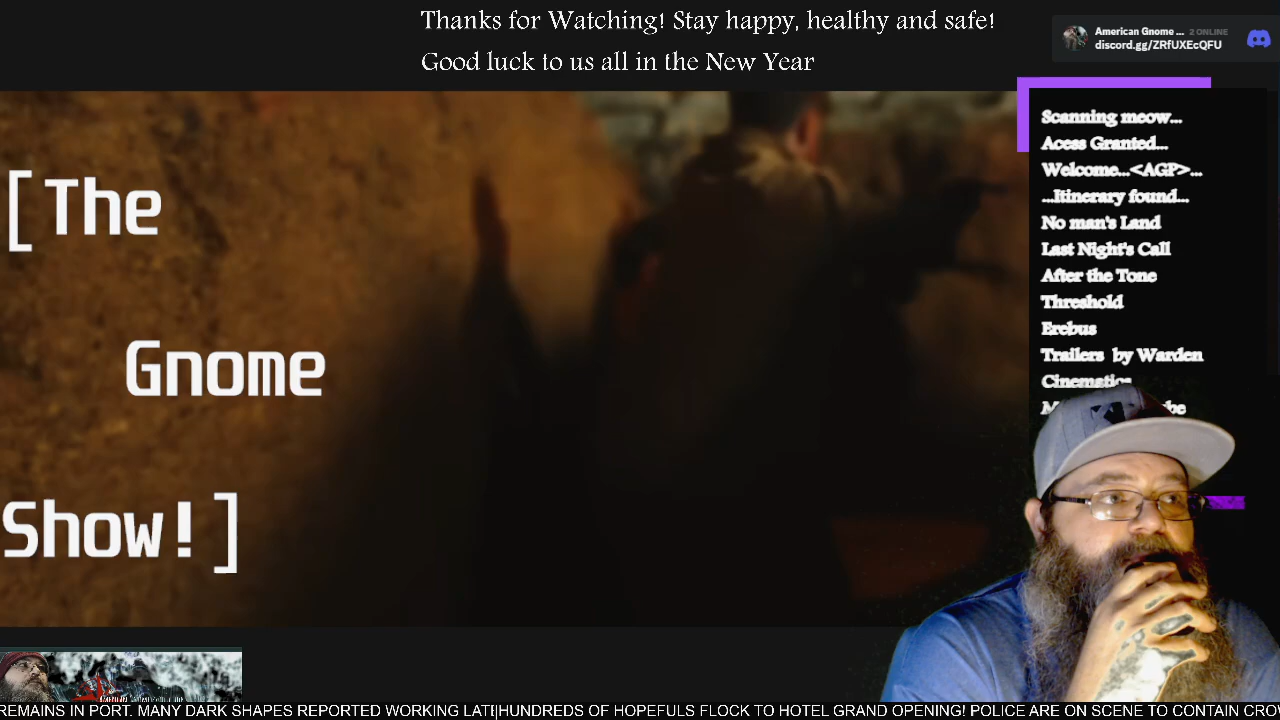 Thanks for Watching! Stay happy, healthy and safe!
Good luck to us all in the New Year
American Gnome ... 2 ONLINE
discord.gg/ZRfUXEcQFU
[The
Gnome
Show!]
Scanning meow...
Acess Granted...
Welcome...<AGP>...
...Itinerary found...
No man's Land
Last Night's Call
After the Tone
Threshold
Erebus
Trailers by Warden
Cinematics
REMAINS IN PORT. MANY DARK SHAPES REPORTED WORKING LATE|HUNDREDS OF HOPEFULS FLOCK TO HOTEL GRAND OPENING! POLICE ARE ON SCENE TO CONTAIN